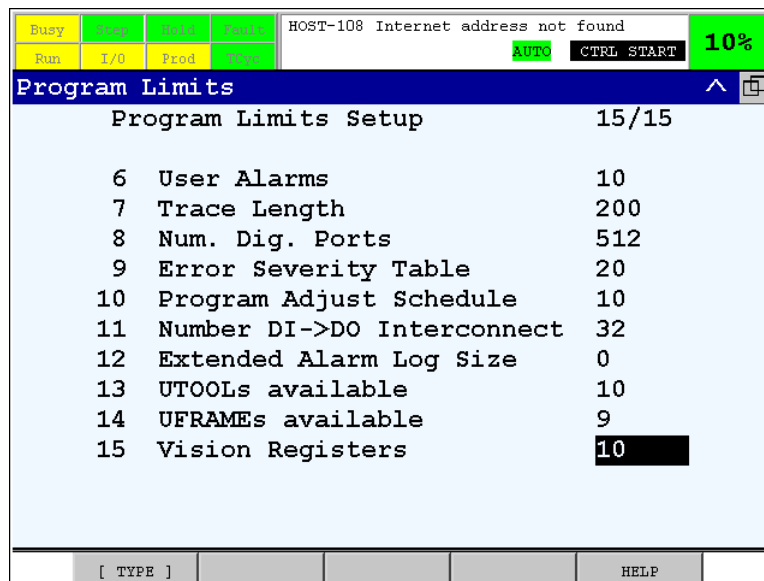 Busy Step Hold Fault HOST-108 Internet address not found
Run I/O Prod TCyc AUTO CTRL START 10%
Program Limits
Program Limits Setup 15/15
6 User Alarms 10
7 Trace Length 200
8 Num. Dig. Ports 512
9 Error Severity Table 20
10 Program Adjust Schedule 10
11 Number DI->DO Interconnect 32
12 Extended Alarm Log Size 0
13 UTOOLs available 10
14 UFRAMEs available 9
15 Vision Registers 10
[ TYPE ] HELP